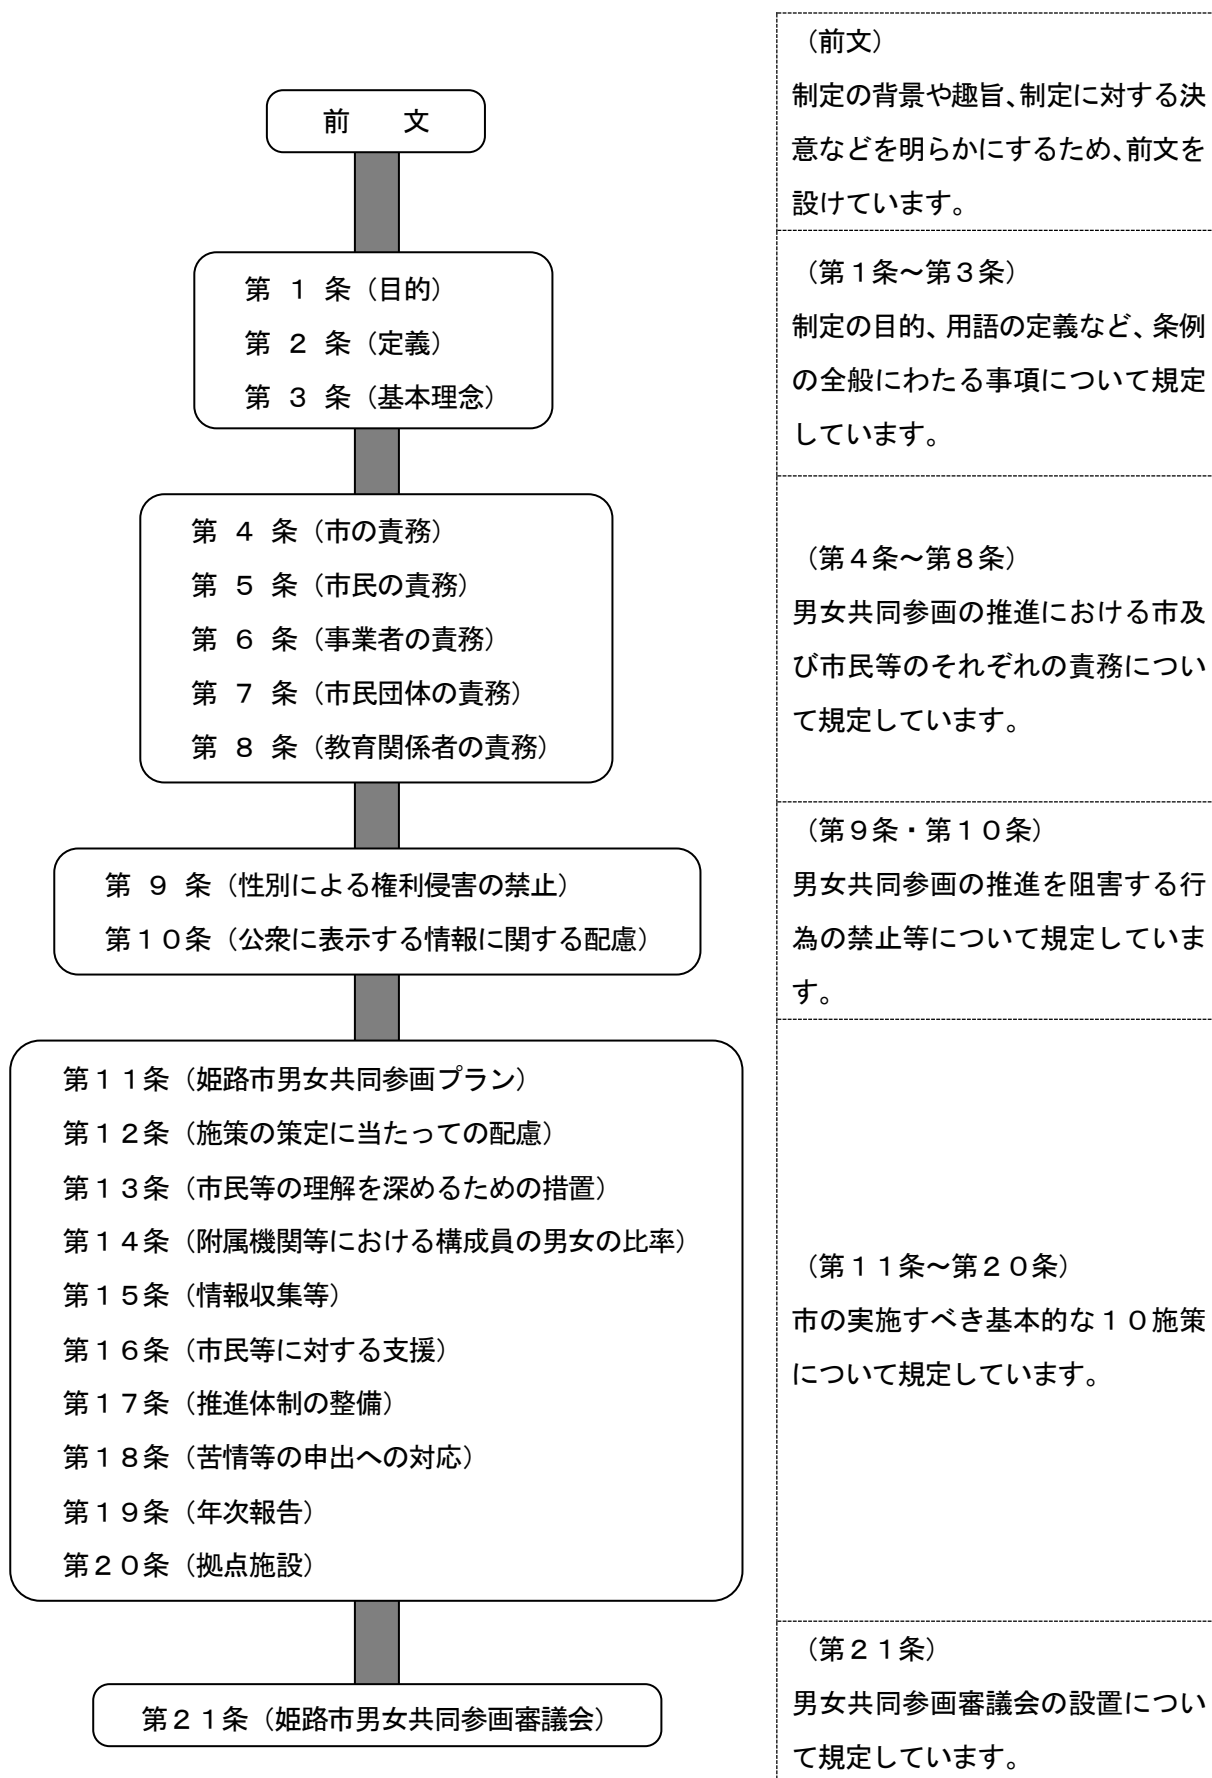 前　　文
第　１　条（目的）
第　２　条（定義）
第　３　条（基本理念）
第　４　条（市の責務）
第　５　条（市民の責務）
第　６　条（事業者の責務）
第　７　条（市民団体の責務）
第　８　条（教育関係者の責務）
第　９　条（性別による権利侵害の禁止）
第１０条（公衆に表示する情報に関する配慮）
第１１条（姫路市男女共同参画プラン）
第１２条（施策の策定に当たっての配慮）
第１３条（市民等の理解を深めるための措置）
第１４条（附属機関等における構成員の男女の比率）
第１５条（情報収集等）
第１６条（市民等に対する支援）
第１７条（推進体制の整備）
第１８条（苦情等の申出への対応）
第１９条（年次報告）
第２０条（拠点施設）
第２１条（姫路市男女共同参画審議会）
（前文）
制定の背景や趣旨、制定に対する決
意などを明らかにするため、前文を
設けています。
（第１条～第３条）
制定の目的、用語の定義など、条例
の全般にわたる事項について規定
しています。
（第４条～第８条）
男女共同参画の推進における市及
び市民等のそれぞれの責務につい
て規定しています。
（第９条・第１０条）
男女共同参画の推進を阻害する行
為の禁止等について規定していま
す。
（第１１条～第２０条）
市の実施すべき基本的な１０施策
について規定しています。
（第２１条）
男女共同参画審議会の設置につい
て規定しています。